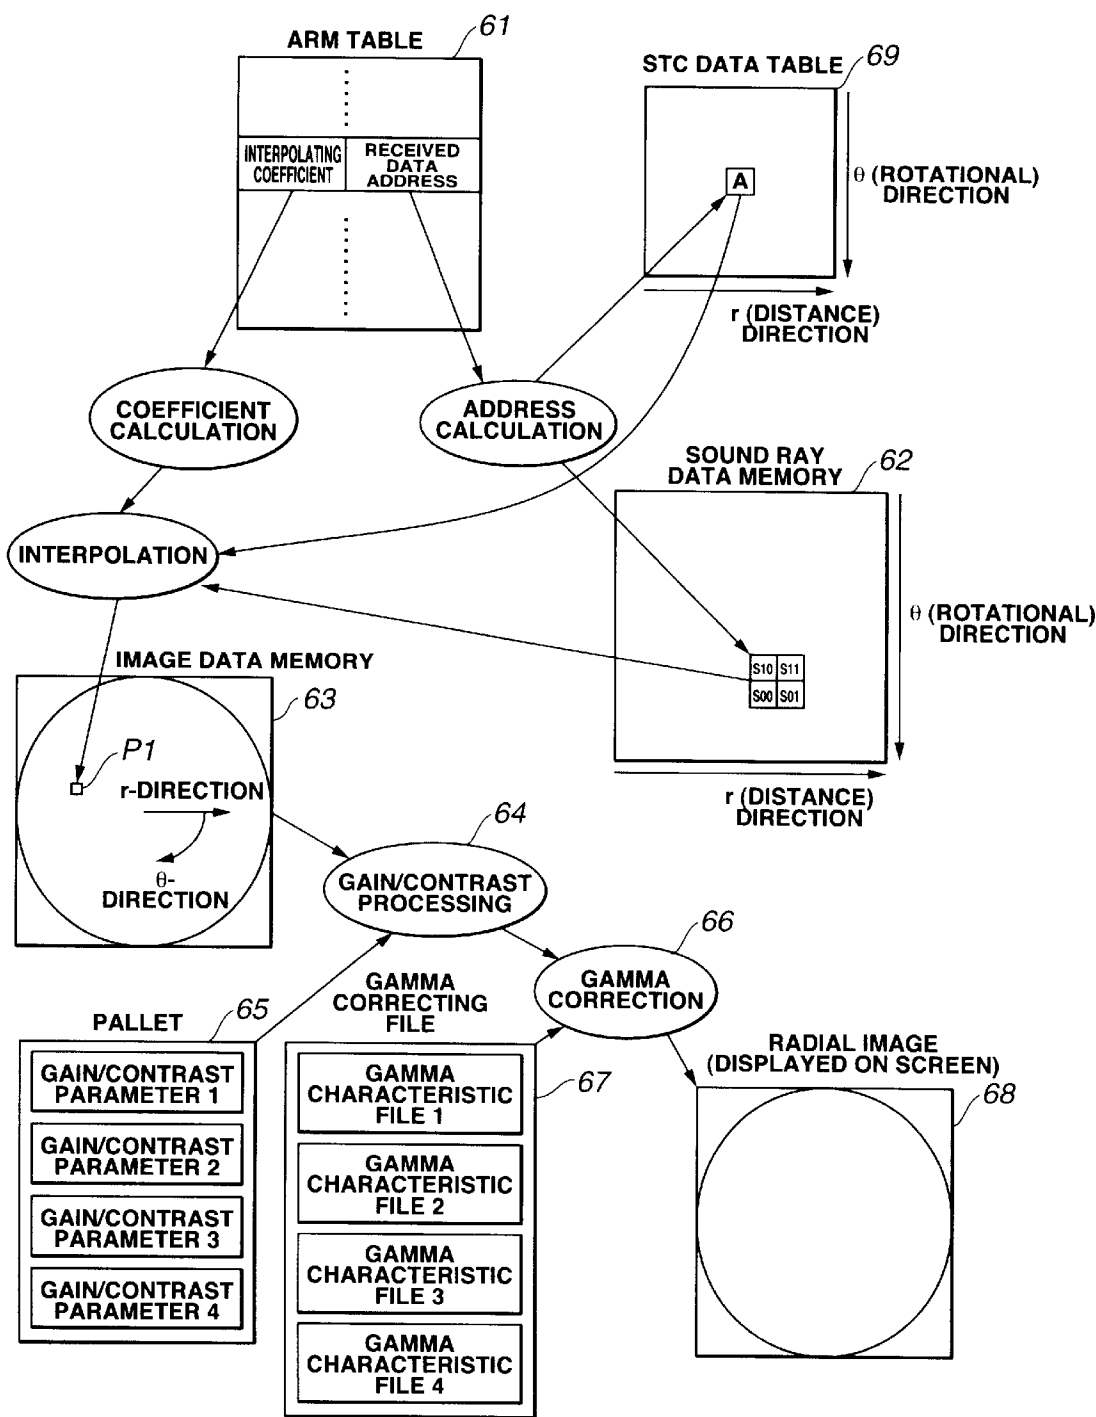 ARM TABLE
61
INTERPOLATING
COEFFICIENT
RECEIVED
DATA
ADDRESS
STC DATA TABLE
69
A
θ (ROTATIONAL)
DIRECTION
r (DISTANCE)
DIRECTION
COEFFICIENT
CALCULATION
ADDRESS
CALCULATION
SOUND RAY
DATA MEMORY
62
INTERPOLATION
θ (ROTATIONAL)
DIRECTION
S10 S11
S00 S01
r (DISTANCE)
DIRECTION
IMAGE DATA MEMORY
63
P1
r-DIRECTION
θ-
DIRECTION
64
GAIN/CONTRAST
PROCESSING
66
GAMMA
CORRECTION
PALLET
65
GAIN/CONTRAST
PARAMETER 1
GAIN/CONTRAST
PARAMETER 2
GAIN/CONTRAST
PARAMETER 3
GAIN/CONTRAST
PARAMETER 4
GAMMA
CORRECTING
FILE
67
GAMMA
CHARACTERISTIC
FILE 1
GAMMA
CHARACTERISTIC
FILE 2
GAMMA
CHARACTERISTIC
FILE 3
GAMMA
CHARACTERISTIC
FILE 4
RADIAL IMAGE
(DISPLAYED ON SCREEN)
68